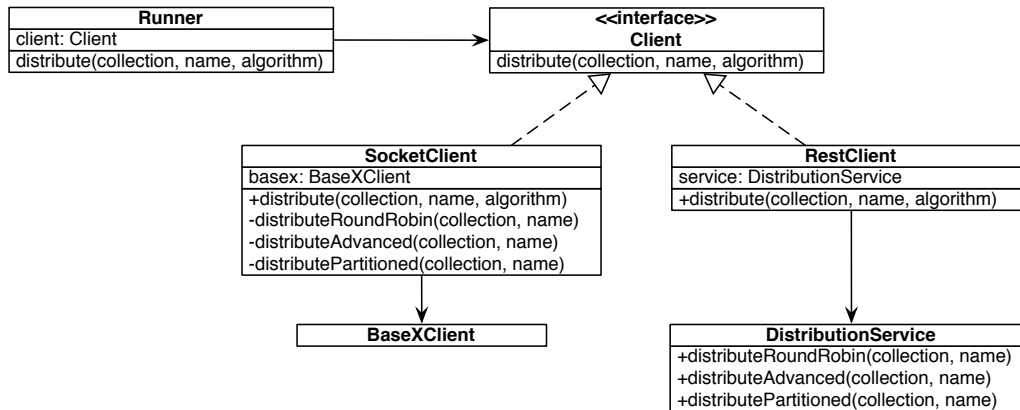 Runner
client: Client
distribute(collection, name, algorithm)
<<interface>>
Client
distribute(collection, name, algorithm)
SocketClient
basex: BaseXClient
+distribute(collection, name, algorithm)
-distributeRoundRobin(collection, name)
-distributeAdvanced(collection, name)
-distributePartitioned(collection, name)
RestClient
service: DistributionService
+distribute(collection, name, algorithm)
BaseXClient
DistributionService
+distributeRoundRobin(collection, name)
+distributeAdvanced(collection, name)
+distributePartitioned(collection, name)